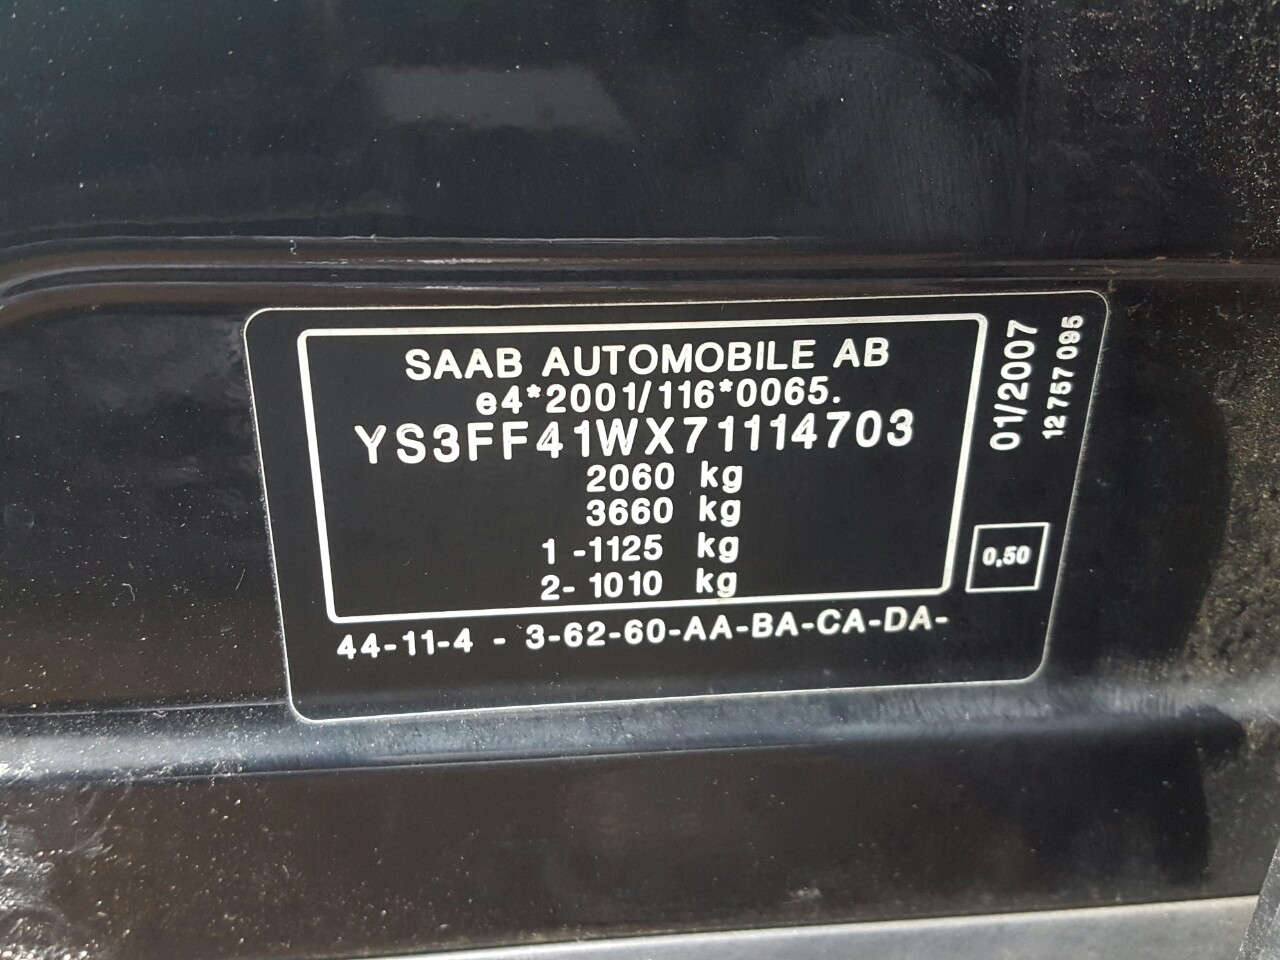 SAAB AUTOMOBILE AB
e4*2001/116*0065.
YS3FF41WX71114703
2060 kg
3660 kg
1 -1125 kg
2- 1010 kg
44-11-4 - 3-62-60-AA-BA-CA-DA-
01/2007
12 757 095
0,50